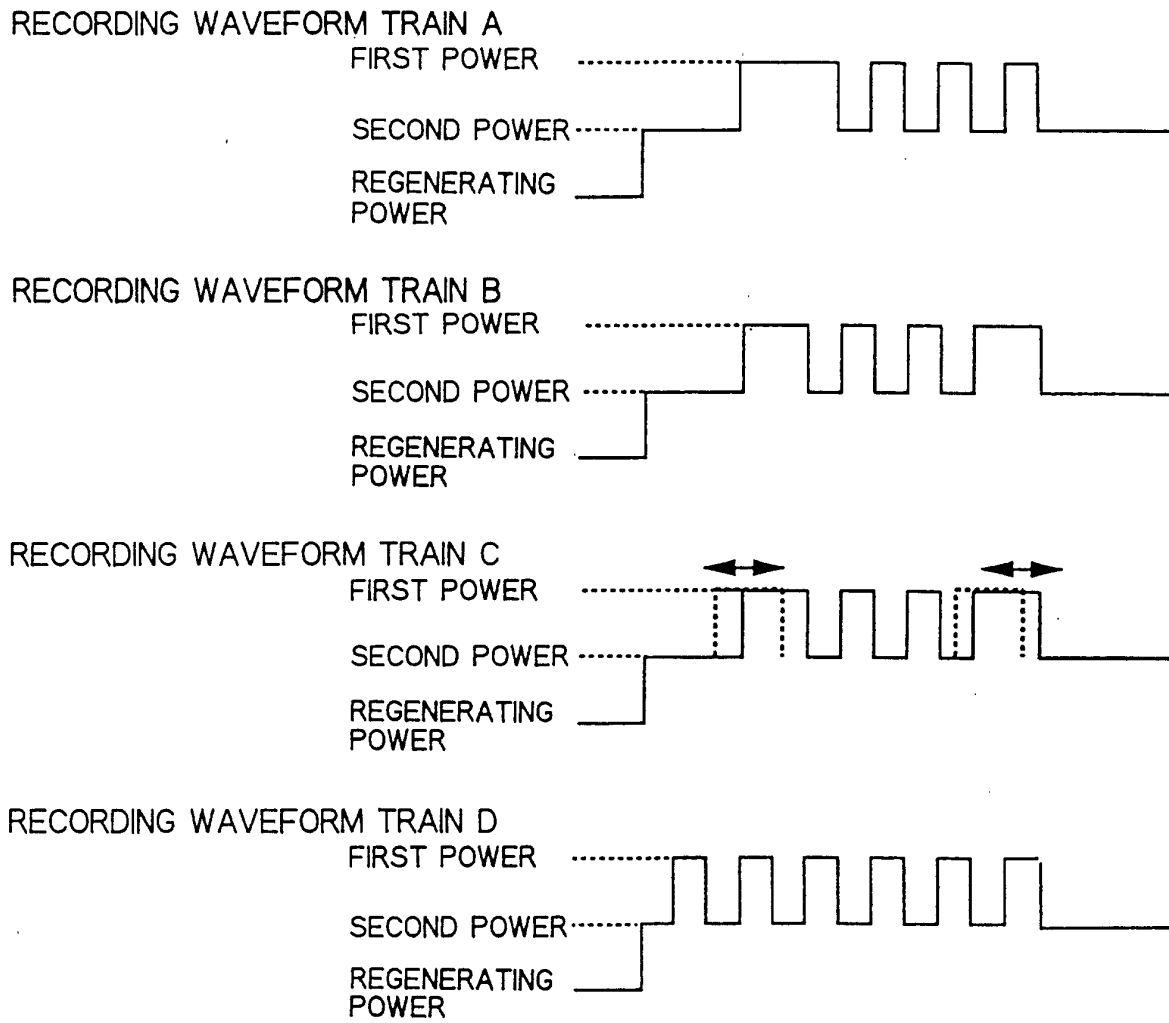 RECORDING WAVEFORM TRAIN A
FIRST POWER
SECOND POWER
REGENERATING
POWER
RECORDING WAVEFORM TRAIN B
FIRST POWER
SECOND POWER
REGENERATING
POWER
RECORDING WAVEFORM TRAIN C
FIRST POWER
SECOND POWER
REGENERATING
POWER
RECORDING WAVEFORM TRAIN D
FIRST POWER
SECOND POWER
REGENERATING
POWER